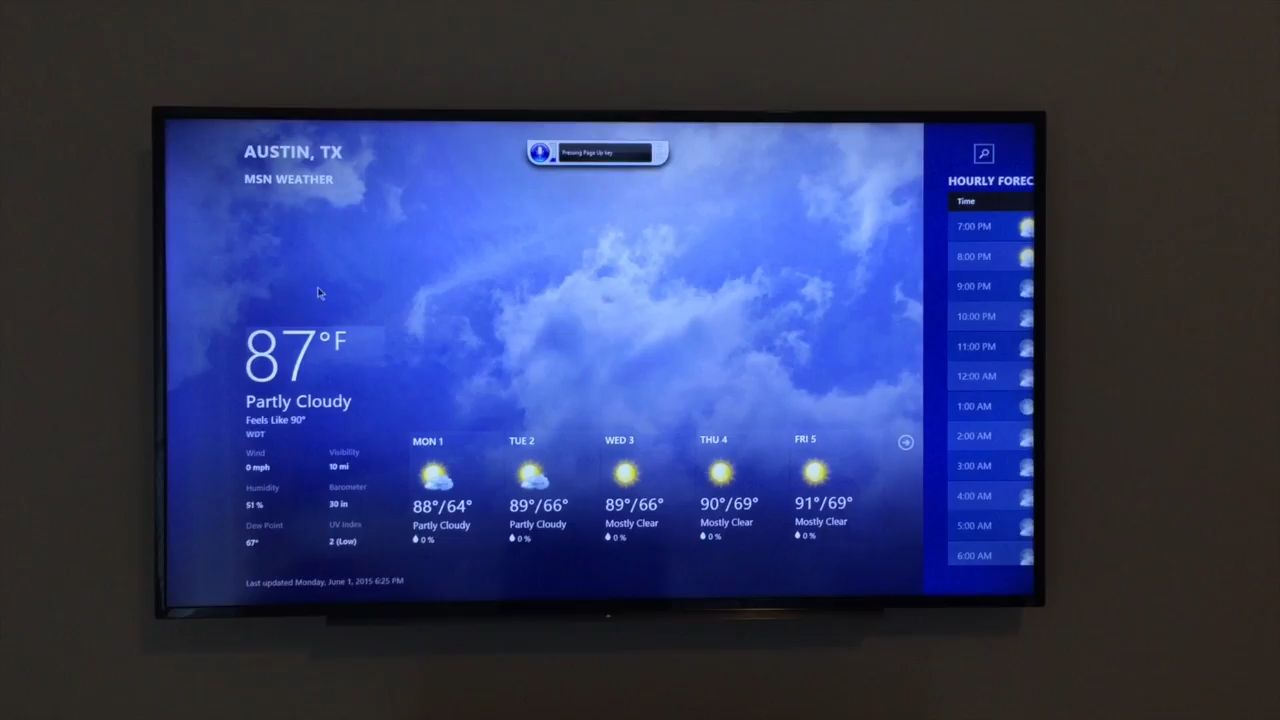 AUSTIN, TX
MSN WEATHER
Pressing Page Up key
87°F
Partly Cloudy
Feels Like 90°
WDT
Wind
0 mph
Visibility
10 mi
Humidity
51 %
Barometer
30 in
Dew Point
67°
UV Index
2 (Low)
MON 1
88°/64°
Partly Cloudy
0 %
TUE 2
89°/66°
Partly Cloudy
0 %
WED 3
89°/66°
Mostly Clear
0 %
THU 4
90°/69°
Mostly Clear
0 %
FRI 5
91°/69°
Mostly Clear
0 %
Last updated Monday, June 1, 2015 6:25 PM
HOURLY FOREC
Time
7:00 PM
8:00 PM
9:00 PM
10:00 PM
11:00 PM
12:00 AM
1:00 AM
2:00 AM
3:00 AM
4:00 AM
5:00 AM
6:00 AM